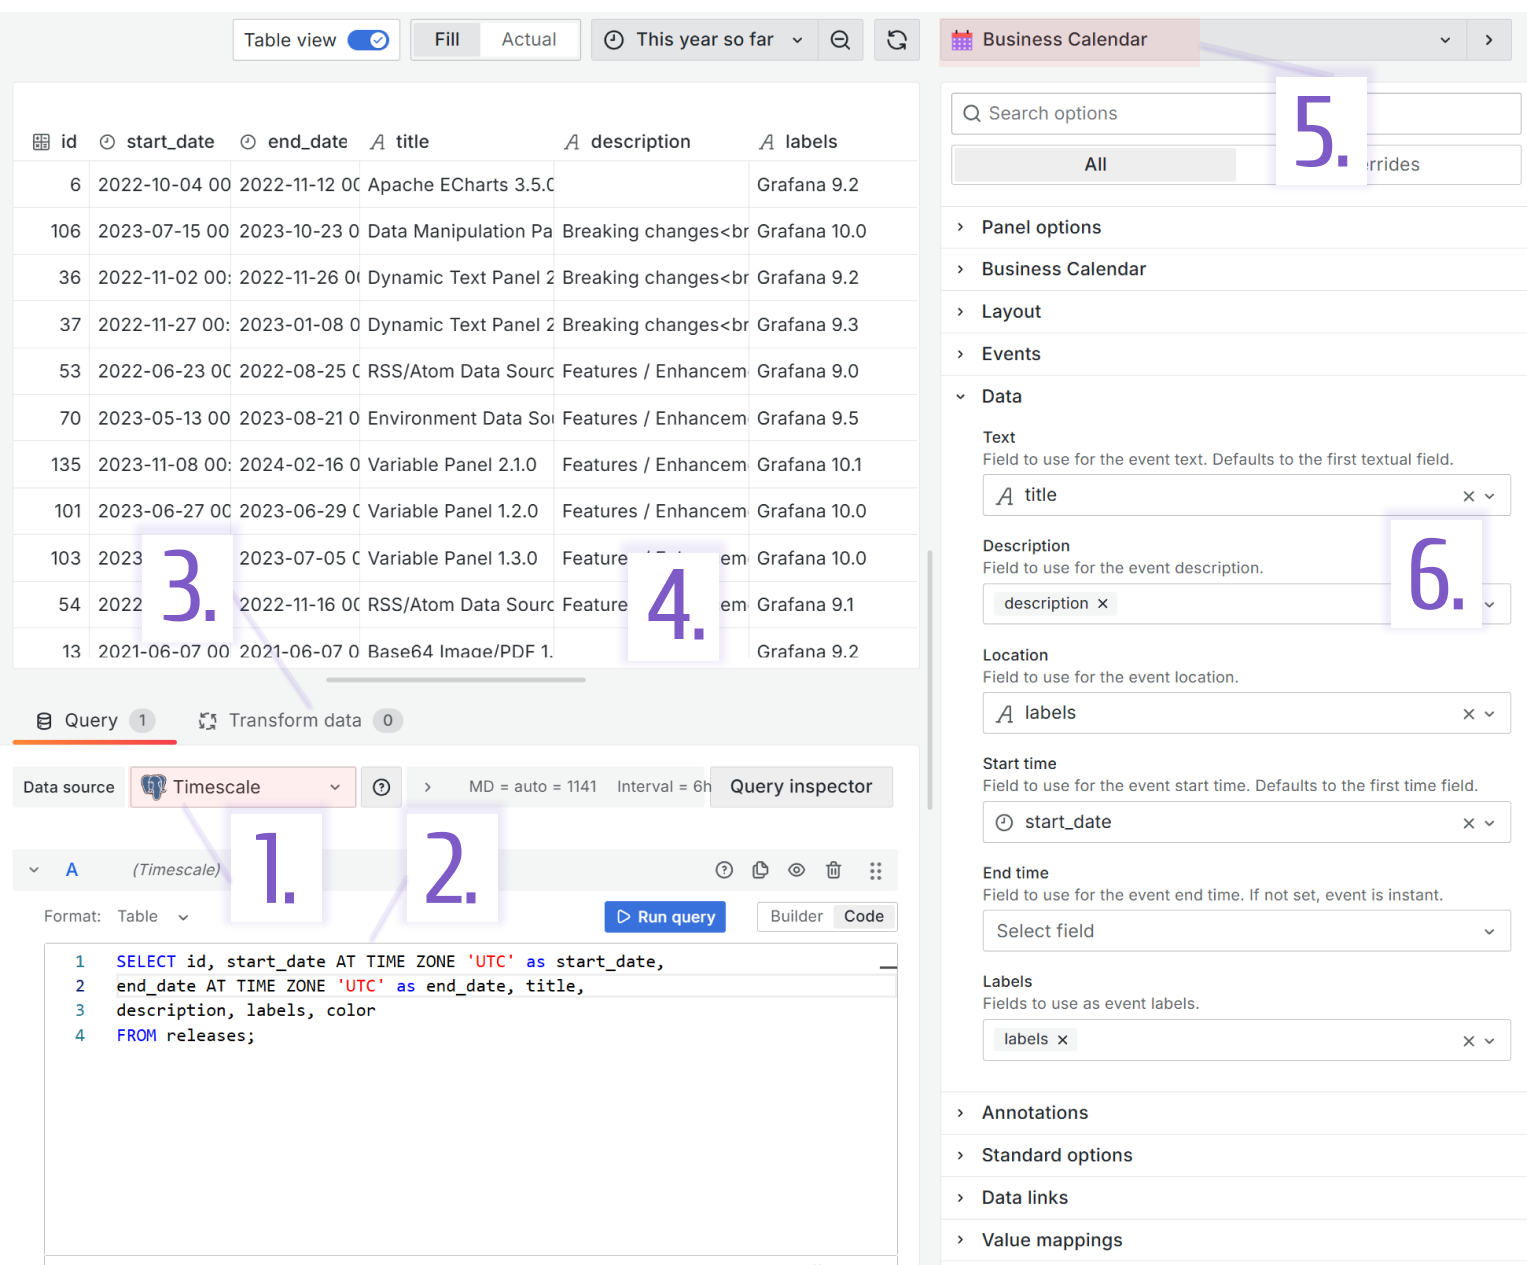 Table view
Fill
Actual
This year so far
Business Calendar
5.
Search options
All
rrides
id start_date end_date title description labels
6 2022-10-04 00 2022-11-12 00 Apache ECharts 3.5.0 Grafana 9.2
106 2023-07-15 00 2023-10-23 0 Data Manipulation Pa Breaking changes<br Grafana 10.0
36 2022-11-02 00: 2022-11-26 00 Dynamic Text Panel 2 Breaking changes<br Grafana 9.2
37 2022-11-27 00: 2023-01-08 0 Dynamic Text Panel 2 Breaking changes<br Grafana 9.3
53 2022-06-23 00 2022-08-25 0 RSS/Atom Data Sourc Features / Enhancem Grafana 9.0
70 2023-05-13 00 2023-08-21 0 Environment Data Sou Features / Enhancem Grafana 9.5
135 2023-11-08 00: 2024-02-16 0 Variable Panel 2.1.0 Features / Enhancem Grafana 10.1
101 2023-06-27 00 2023-06-29 0 Variable Panel 1.2.0 Features / Enhancem Grafana 10.0
103 2023 2023-07-05 0 Variable Panel 1.3.0 Feature em Grafana 10.0
54 2022 2022-11-16 00 RSS/Atom Data Sourc Feature em Grafana 9.1
13 2021-06-07 00 2021-06-07 0 Base64 Image/PDF 1. Grafana 9.2
3.
4.
Query 1
Transform data 0
Data source
Timescale
MD = auto = 1141 Interval = 6h
Query inspector
1.
2.
A (Timescale)
Format: Table
Run query
Builder
Code
1 SELECT id, start_date AT TIME ZONE 'UTC' as start_date,
2 end_date AT TIME ZONE 'UTC' as end_date, title,
3 description, labels, color
4 FROM releases;
Panel options
Business Calendar
Layout
Events
Data
Text
Field to use for the event text. Defaults to the first textual field.
title
Description
Field to use for the event description.
description
6.
Location
Field to use for the event location.
labels
Start time
Field to use for the event start time. Defaults to the first time field.
start_date
End time
Field to use for the event end time. If not set, event is instant.
Select field
Labels
Fields to use as event labels.
labels
Annotations
Standard options
Data links
Value mappings